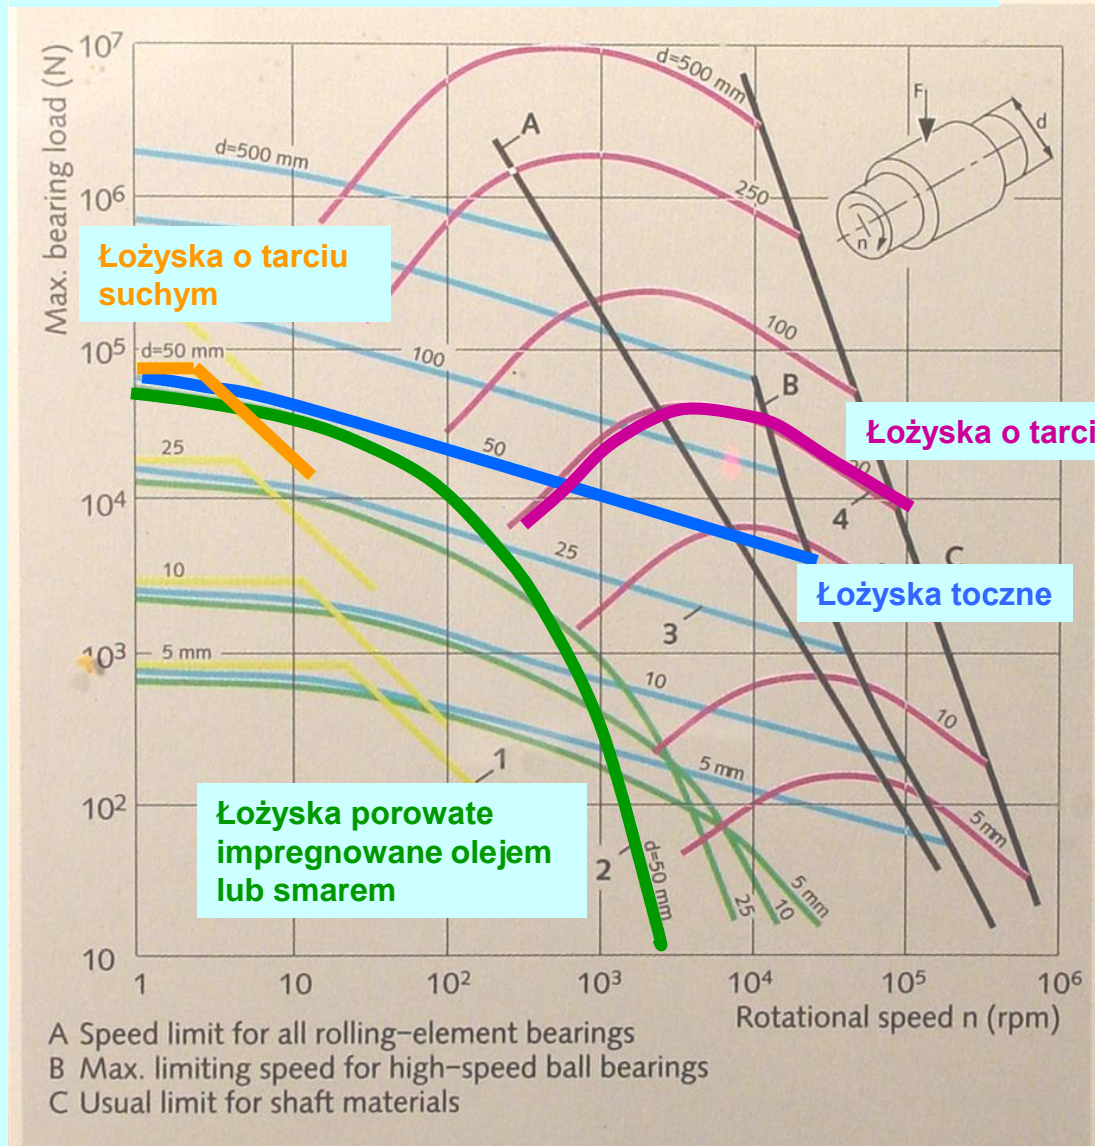 Max. bearing load (N)
10⁷
10⁶
10⁵
10⁴
10³
10²
10
1
10
10²
10³
10⁴
10⁵
10⁶
Rotational speed n (rpm)
d=500 mm
A
F
d
n
d=500 mm
250
Łożyska o tarciu
suchym
100
d=50 mm
100
B
Łożyska o tarci
50
25
4
25
C
Łożyska toczne
10
3
5 mm
10
10
5 mm
1
5 mm
Łożyska porowate
impregnowane olejem
lub smarem
2
d=50 mm
25
10
5 mm
A Speed limit for all rolling-element bearings
B Max. limiting speed for high-speed ball bearings
C Usual limit for shaft materials